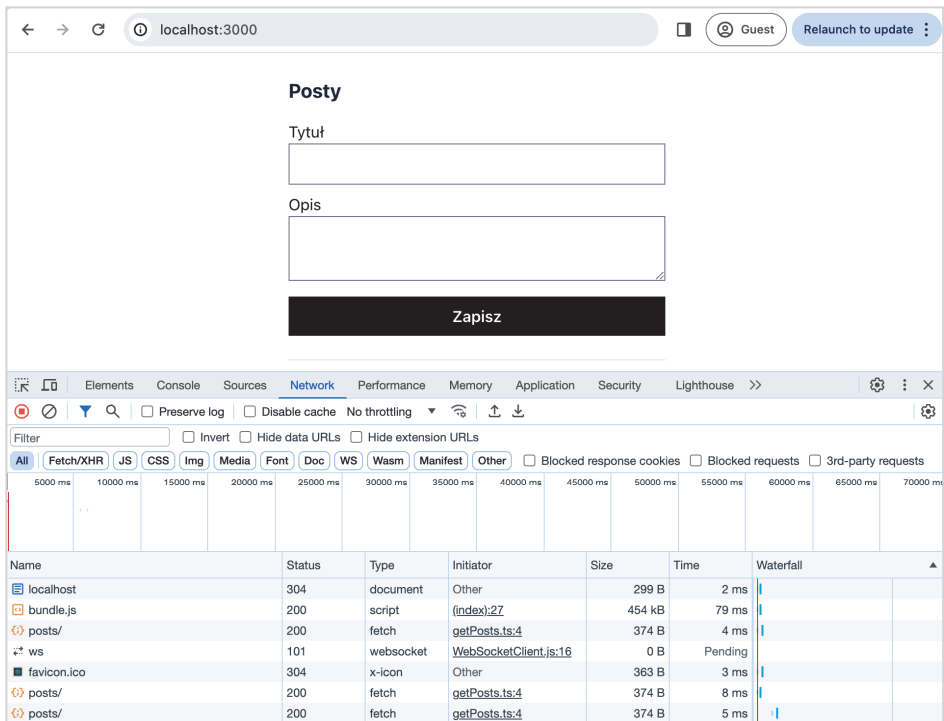 localhost:3000 Guest Relaunch to update
Posty
Tytuł
Opis
Zapisz
Elements Console Sources Network Performance Memory Application Security Lighthouse
Preserve log Disable cache No throttling
Filter Invert Hide data URLs Hide extension URLs
All Fetch/XHR JS CSS Img Media Font Doc WS Wasm Manifest Other Blocked response cookies Blocked requests 3rd-party requests
5000 ms 10000 ms 15000 ms 20000 ms 25000 ms 30000 ms 35000 ms 40000 ms 45000 ms 50000 ms 55000 ms 60000 ms 65000 ms 70000 ms
Name Status Type Initiator Size Time Waterfall
localhost 304 document Other 299 B 2 ms
bundle.js 200 script (index):27 454 kB 79 ms
posts/ 200 fetch getPosts.ts:4 374 B 4 ms
ws 101 websocket WebSocketClient.js:16 0 B Pending
favicon.ico 304 x-icon Other 363 B 3 ms
posts/ 200 fetch getPosts.ts:4 374 B 8 ms
posts/ 200 fetch getPosts.ts:4 374 B 5 ms